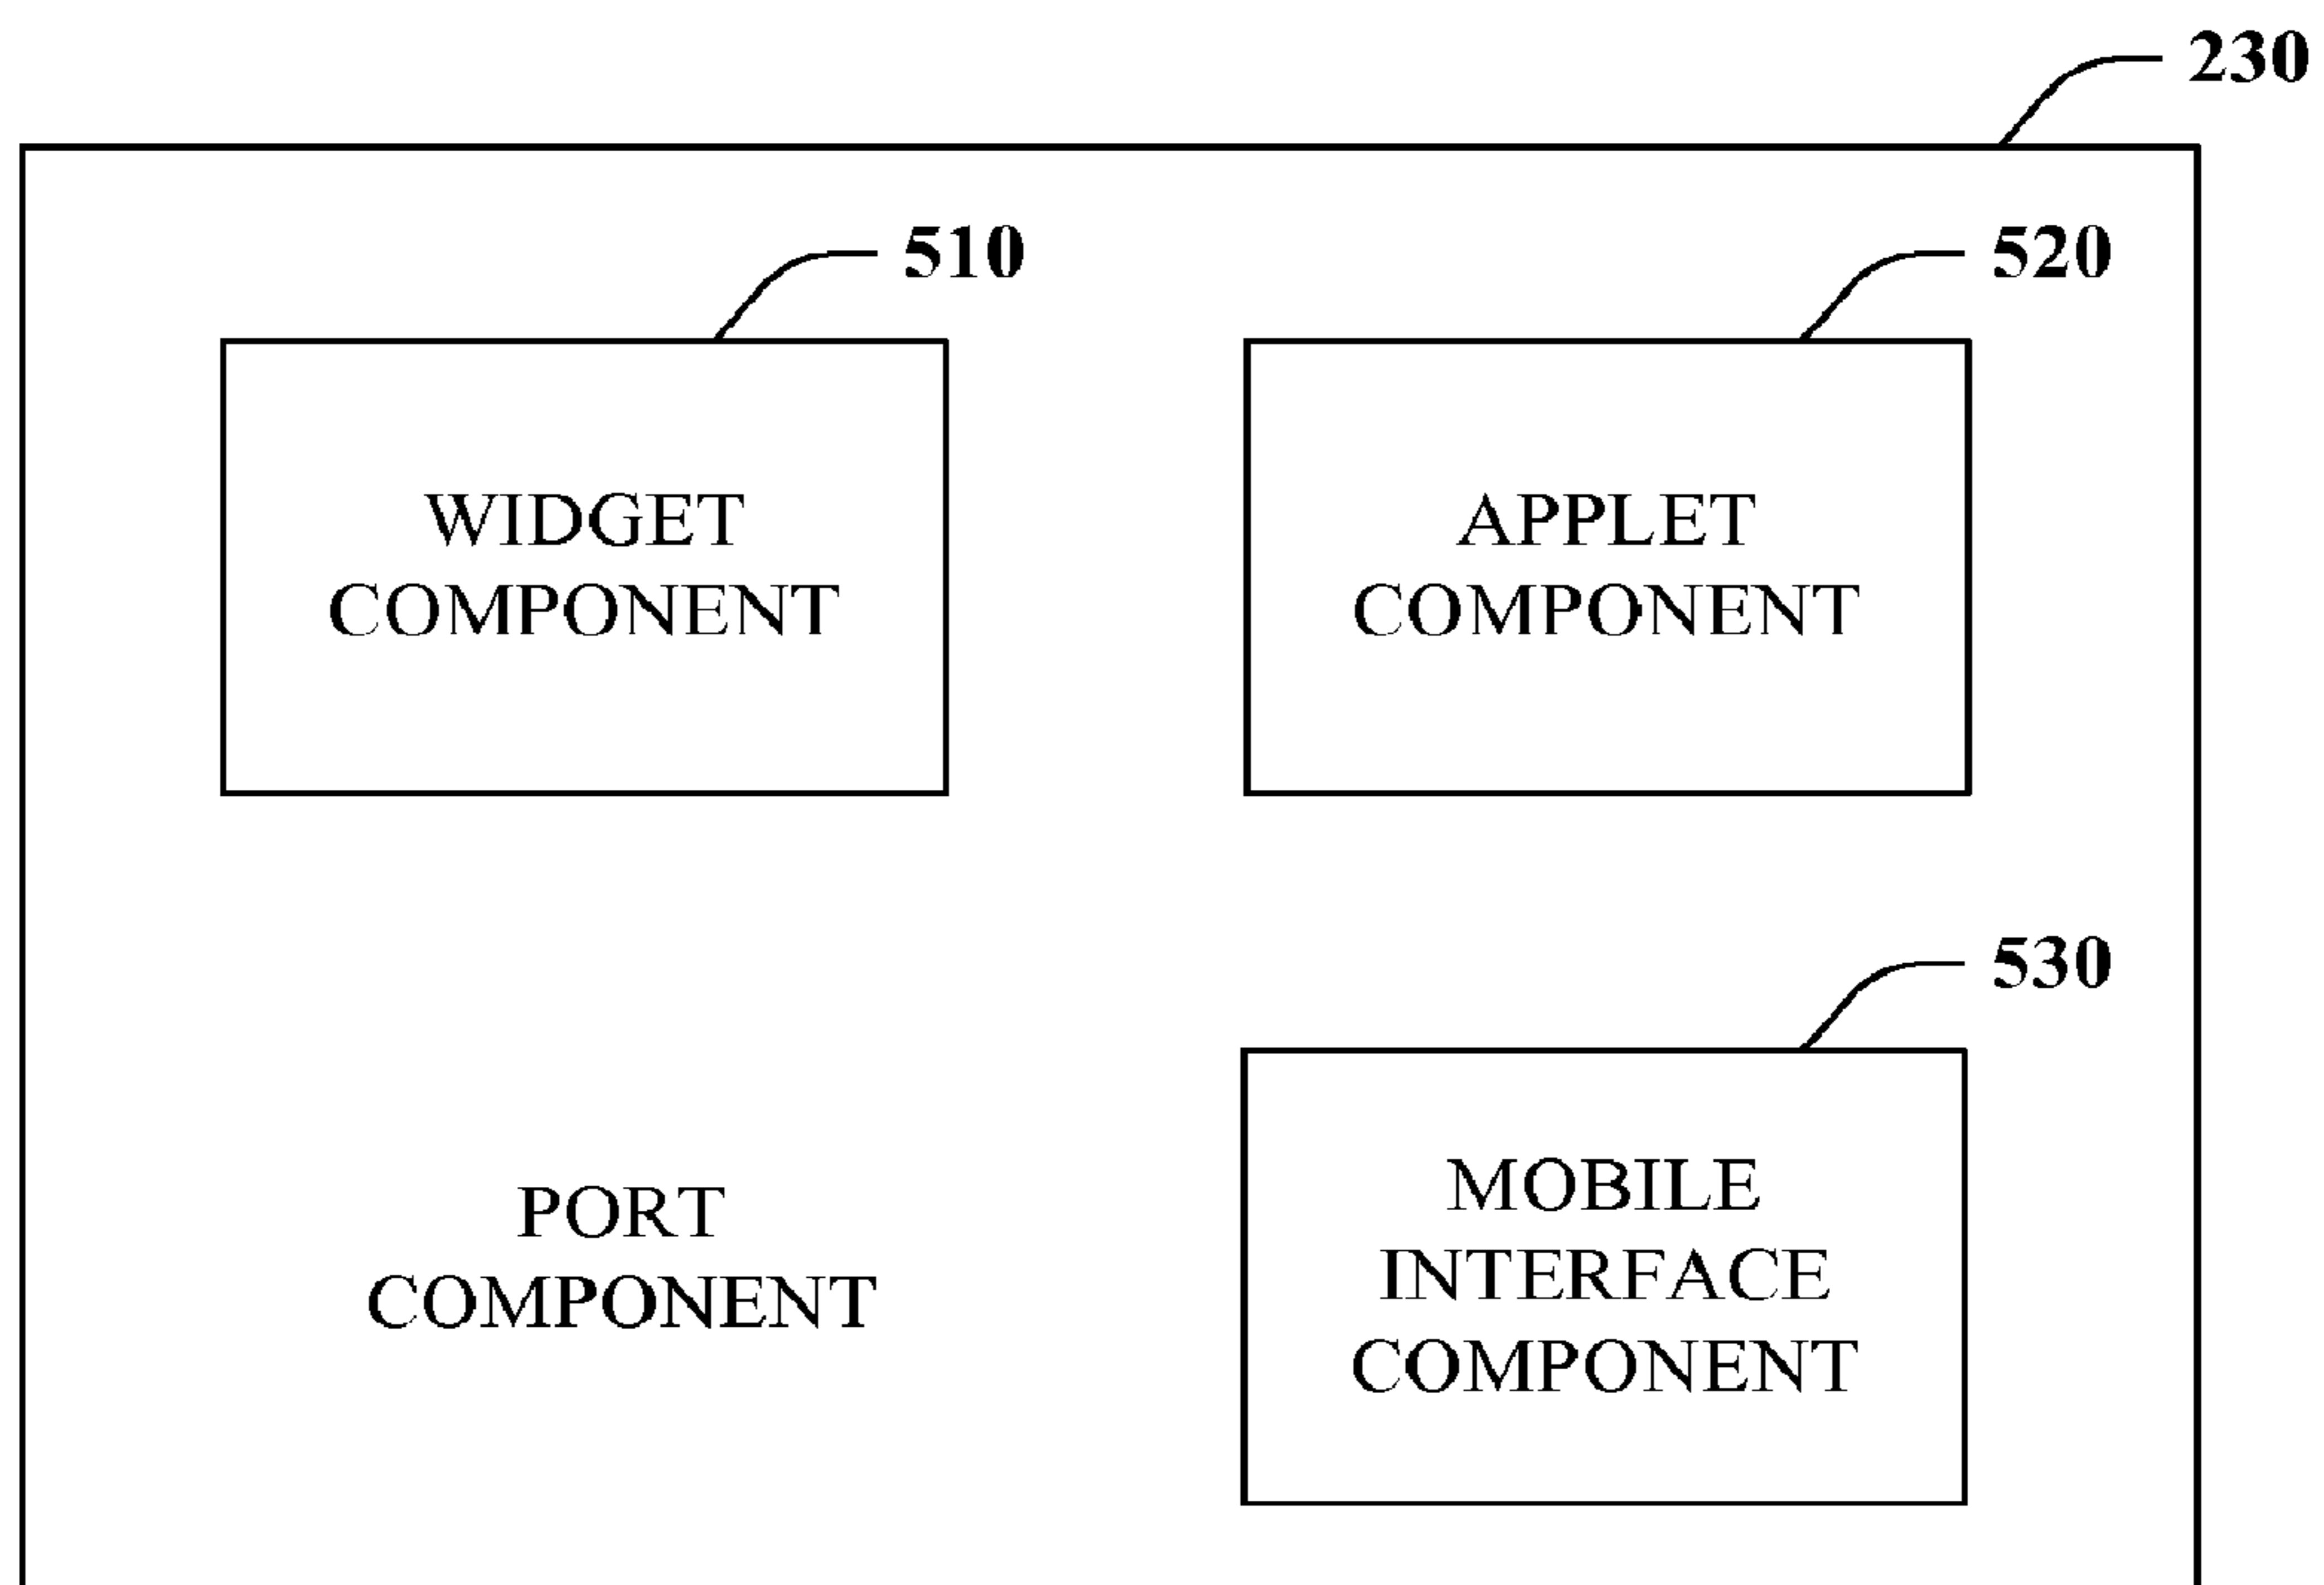 230
510
520
WIDGET
COMPONENT
APPLET
COMPONENT
530
PORT
COMPONENT
MOBILE
INTERFACE
COMPONENT